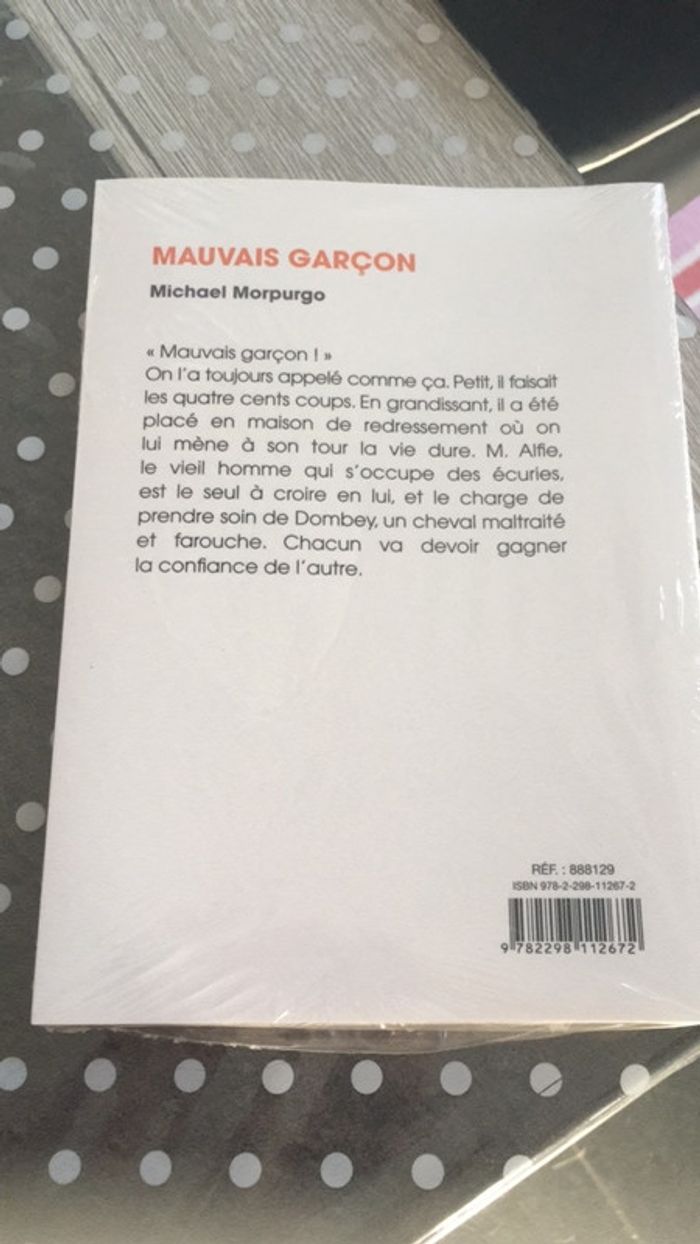 MAUVAIS GARÇON
Michael Morpurgo
« Mauvais garçon ! »
On l'a toujours appelé comme ça. Petit, il faisait
les quatre cents coups. En grandissant, il a été
placé en maison de redressement où on
lui mène à son tour la vie dure. M. Alfie,
le vieil homme qui s'occupe des écuries,
est le seul à croire en lui, et le charge de
prendre soin de Dombey, un cheval maltraité
et farouche. Chacun va devoir gagner
la confiance de l'autre.
RÉF. : 888129
ISBN 978-2-298-11267-2
9 782298 112672